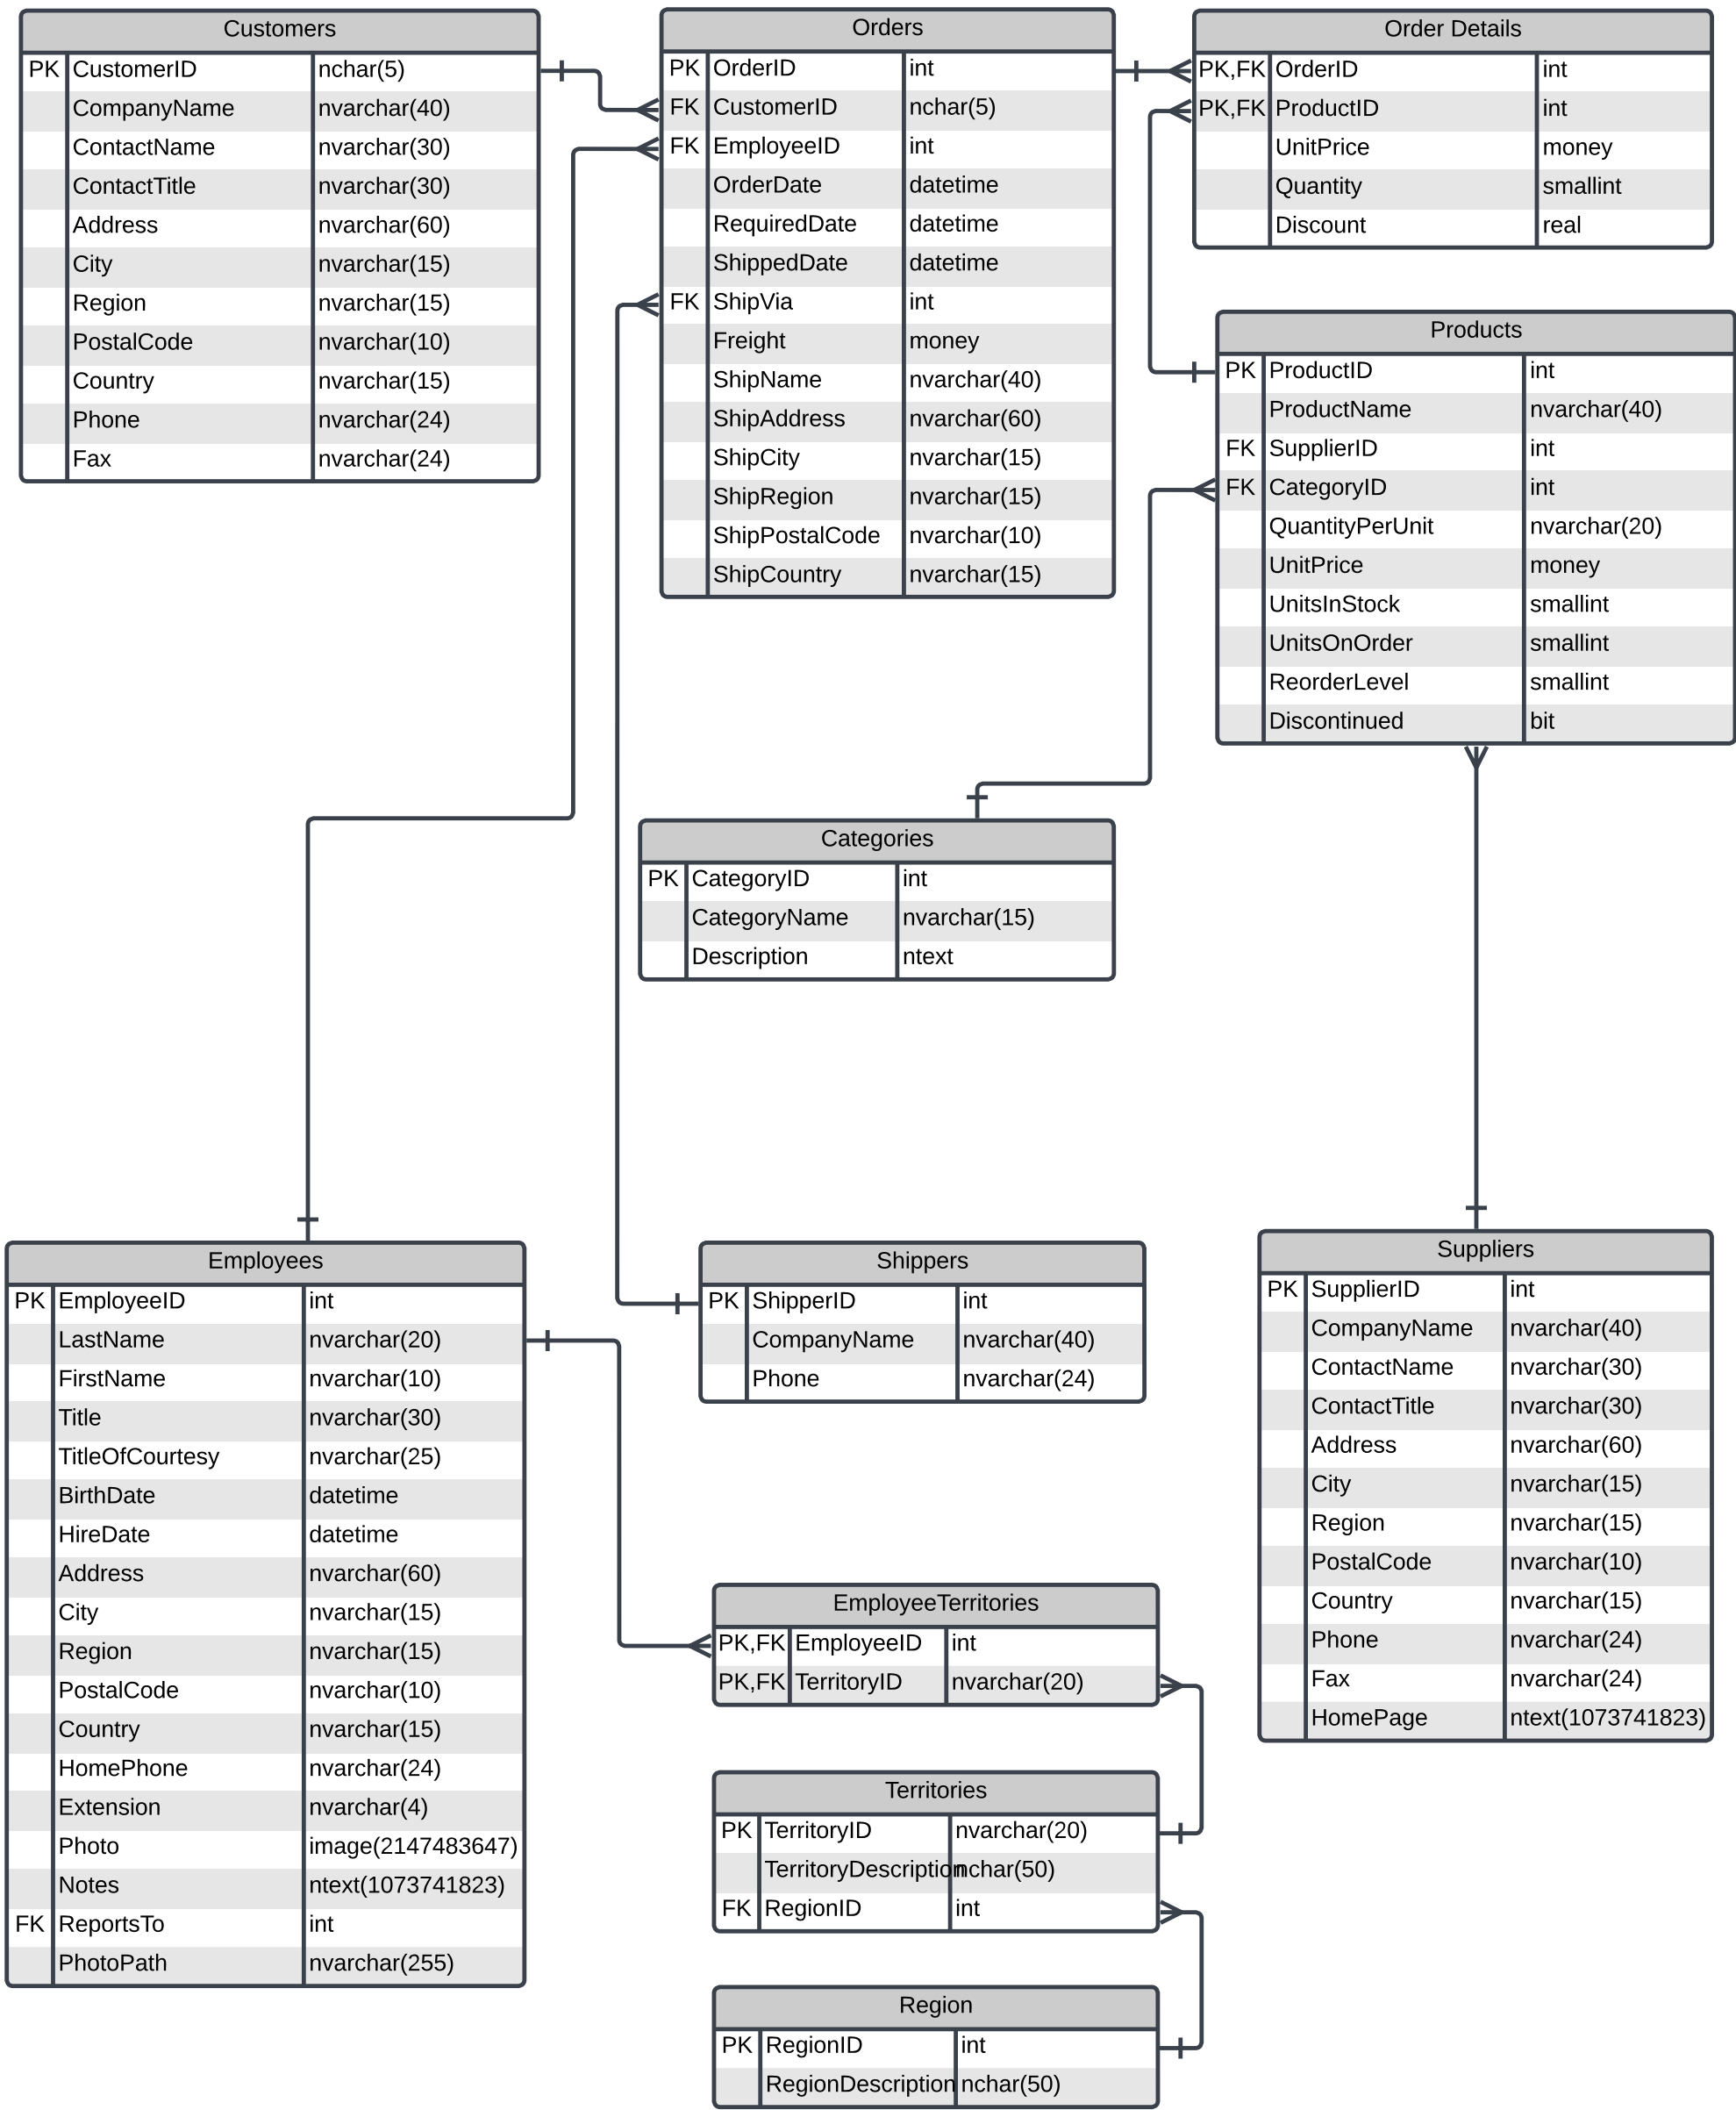 Customers
PK CustomerID nchar(5)
CompanyName nvarchar(40)
ContactName nvarchar(30)
ContactTitle nvarchar(30)
Address nvarchar(60)
City nvarchar(15)
Region nvarchar(15)
PostalCode nvarchar(10)
Country nvarchar(15)
Phone nvarchar(24)
Fax nvarchar(24)
Orders
PK OrderID int
FK CustomerID nchar(5)
FK EmployeeID int
OrderDate datetime
RequiredDate datetime
ShippedDate datetime
FK ShipVia int
Freight money
ShipName nvarchar(40)
ShipAddress nvarchar(60)
ShipCity nvarchar(15)
ShipRegion nvarchar(15)
ShipPostalCode nvarchar(10)
ShipCountry nvarchar(15)
Order Details
PK,FK OrderID int
PK,FK ProductID int
UnitPrice money
Quantity smallint
Discount real
Products
PK ProductID int
ProductName nvarchar(40)
FK SupplierID int
FK CategoryID int
QuantityPerUnit nvarchar(20)
UnitPrice money
UnitsInStock smallint
UnitsOnOrder smallint
ReorderLevel smallint
Discontinued bit
Categories
PK CategoryID int
CategoryName nvarchar(15)
Description ntext
Employees
PK EmployeeID int
LastName nvarchar(20)
FirstName nvarchar(10)
Title nvarchar(30)
TitleOfCourtesy nvarchar(25)
BirthDate datetime
HireDate datetime
Address nvarchar(60)
City nvarchar(15)
Region nvarchar(15)
PostalCode nvarchar(10)
Country nvarchar(15)
HomePhone nvarchar(24)
Extension nvarchar(4)
Photo image(2147483647)
Notes ntext(1073741823)
FK ReportsTo int
PhotoPath nvarchar(255)
Shippers
PK ShipperID int
CompanyName nvarchar(40)
Phone nvarchar(24)
Suppliers
PK SupplierID int
CompanyName nvarchar(40)
ContactName nvarchar(30)
ContactTitle nvarchar(30)
Address nvarchar(60)
City nvarchar(15)
Region nvarchar(15)
PostalCode nvarchar(10)
Country nvarchar(15)
Phone nvarchar(24)
Fax nvarchar(24)
HomePage ntext(1073741823)
EmployeeTerritories
PK,FK EmployeeID int
PK,FK TerritoryID nvarchar(20)
Territories
PK TerritoryID nvarchar(20)
TerritoryDescription nchar(50)
FK RegionID int
Region
PK RegionID int
RegionDescription nchar(50)